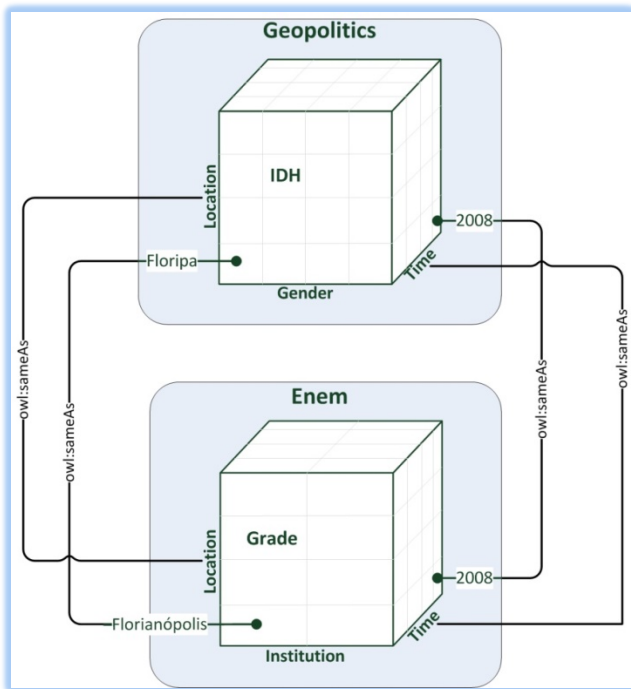 Geopolitics
IDH
Location
2008
Floripa
Time
Gender
owl:sameAs
owl:sameAs
owl:sameAs
owl:sameAs
Enem
Grade
Location
2008
Florianópolis
Time
Institution